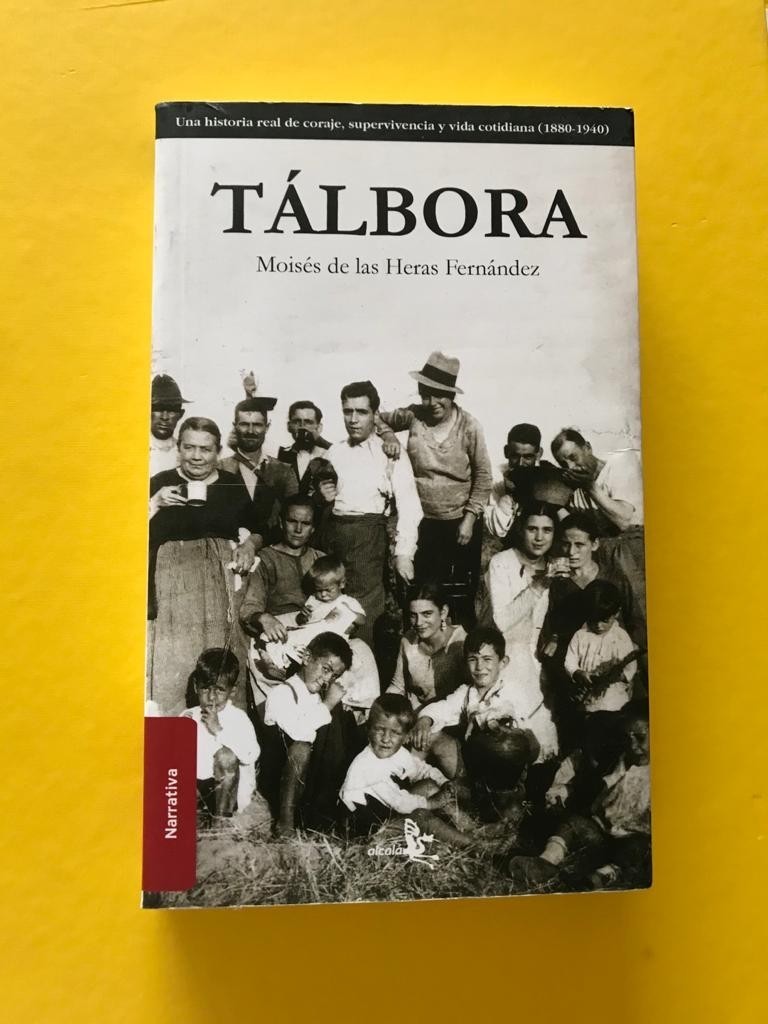 Una historia real de coraje, supervivencia y vida cotidiana (1880-1940)
TÁLBORA
Moisés de las Heras Fernández
Narrativa
alcalá